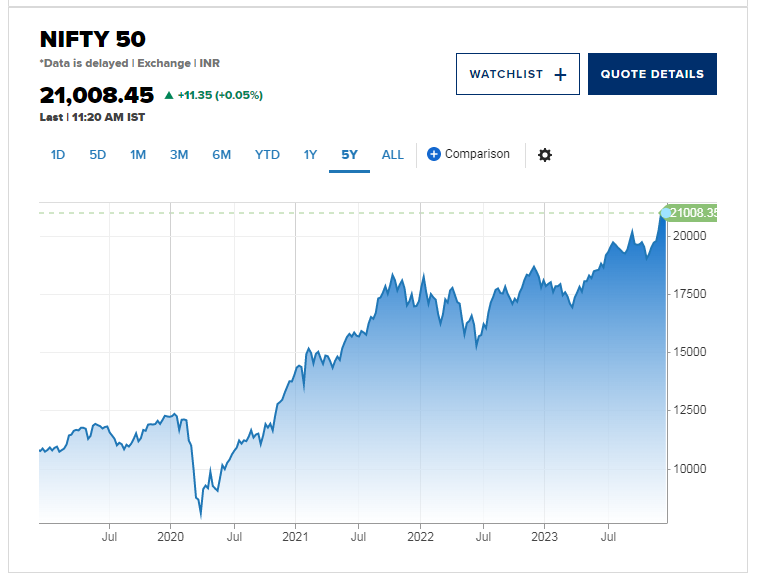 NIFTY 50
*Data is delayed | Exchange | INR
21,008.45 ▲ +11.35 (+0.05%)
Last | 11:20 AM IST
WATCHLIST +
QUOTE DETAILS
1D 5D 1M 3M 6M YTD 1Y 5Y ALL + Comparison
21008.35
20000
17500
15000
12500
10000
Jul 2020 Jul 2021 Jul 2022 Jul 2023 Jul